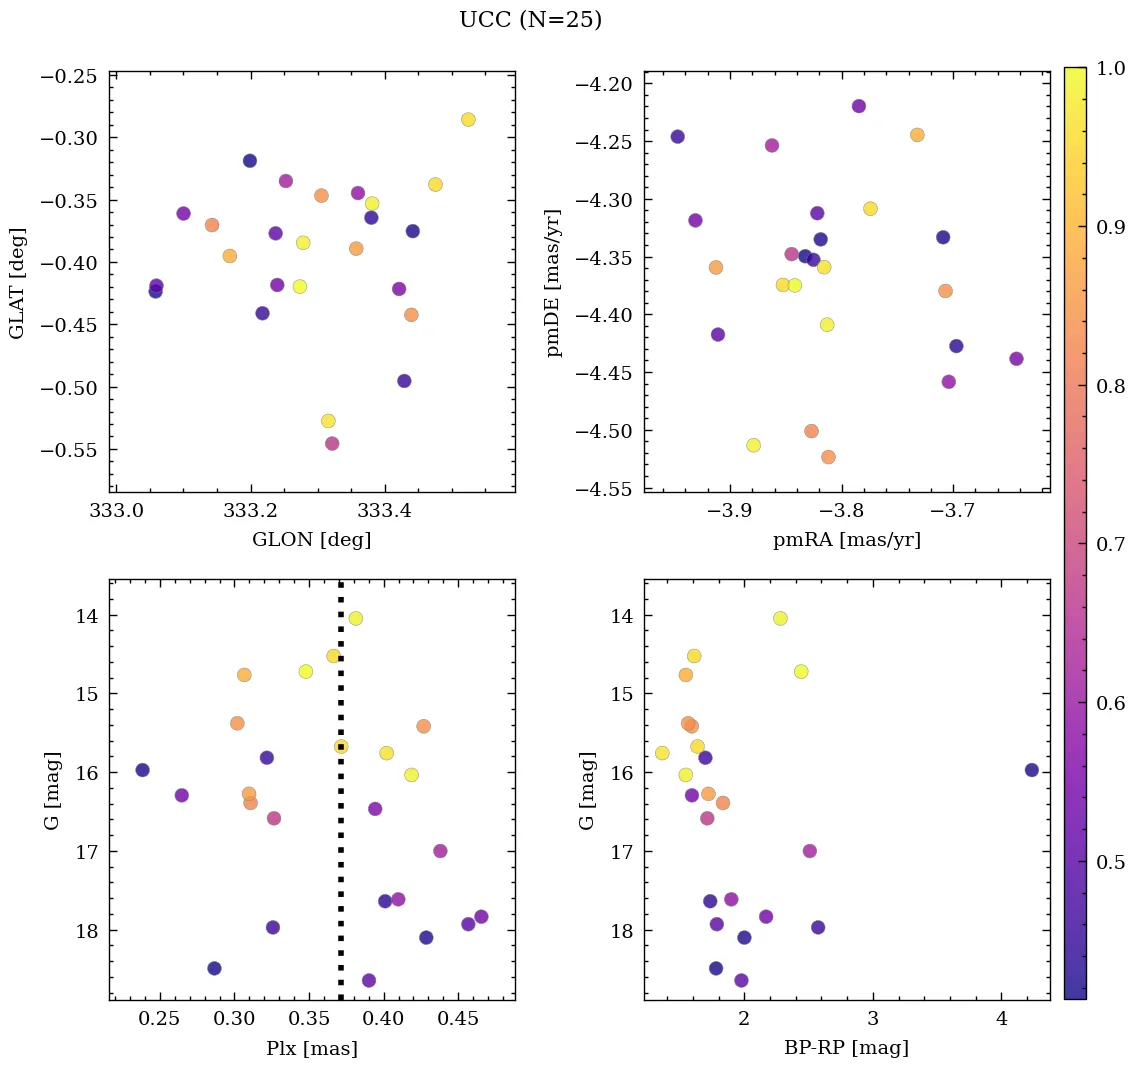 UCC (N=25)
−0.25
−0.30
−0.35
−0.40
−0.45
−0.50
−0.55
GLAT [deg]
333.0 333.2 333.4
GLON [deg]
−4.20
−4.25
−4.30
−4.35
−4.40
−4.45
−4.50
−4.55
pmDE [mas/yr]
−3.9 −3.8 −3.7
pmRA [mas/yr]
14
15
16
17
18
G [mag]
0.25 0.30 0.35 0.40 0.45
Plx [mas]
14
15
16
17
18
G [mag]
2 3 4
BP-RP [mag]
1.0
0.9
0.8
0.7
0.6
0.5